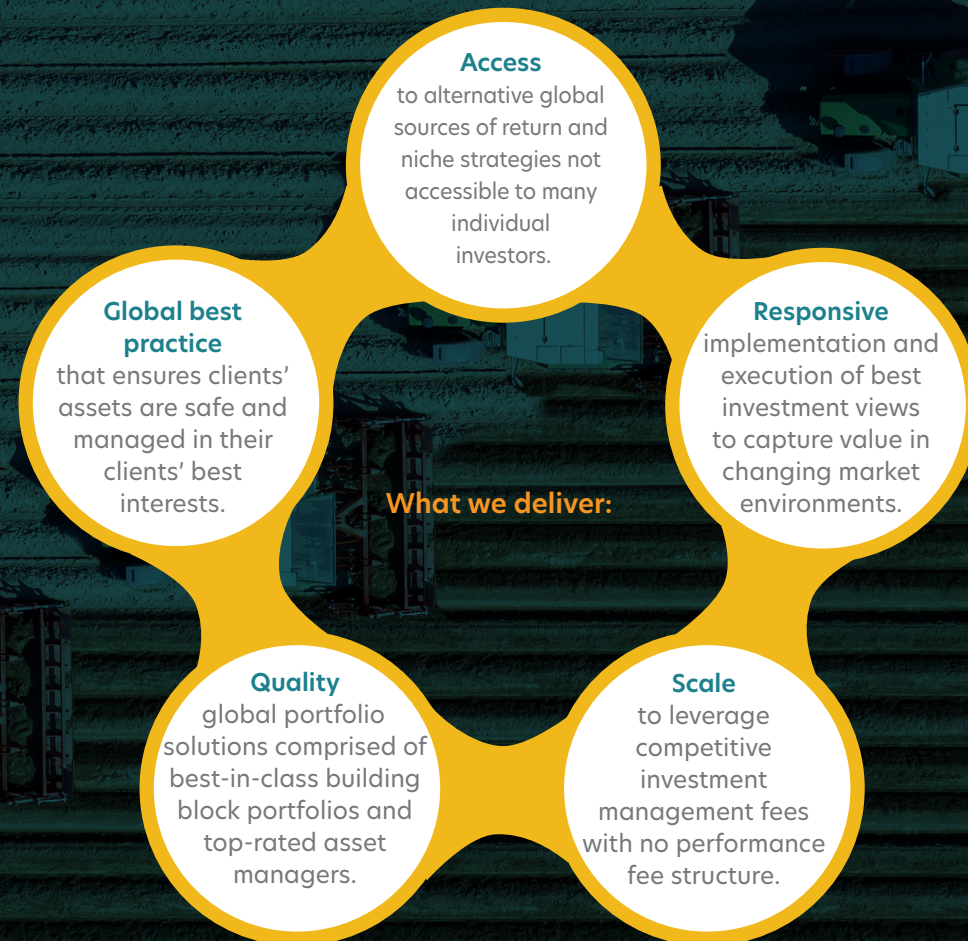 Access
to alternative global
sources of return and
niche strategies not
accessible to many
individual
investors.
Global best
practice
that ensures clients’
assets are safe and
managed in their
clients’ best
interests.
Responsive
implementation and
execution of best
investment views
to capture value in
changing market
environments.
What we deliver:
Quality
global portfolio
solutions comprised of
best-in-class building
block portfolios and
top-rated asset
managers.
Scale
to leverage
competitive
investment
management fees
with no performance
fee structure.